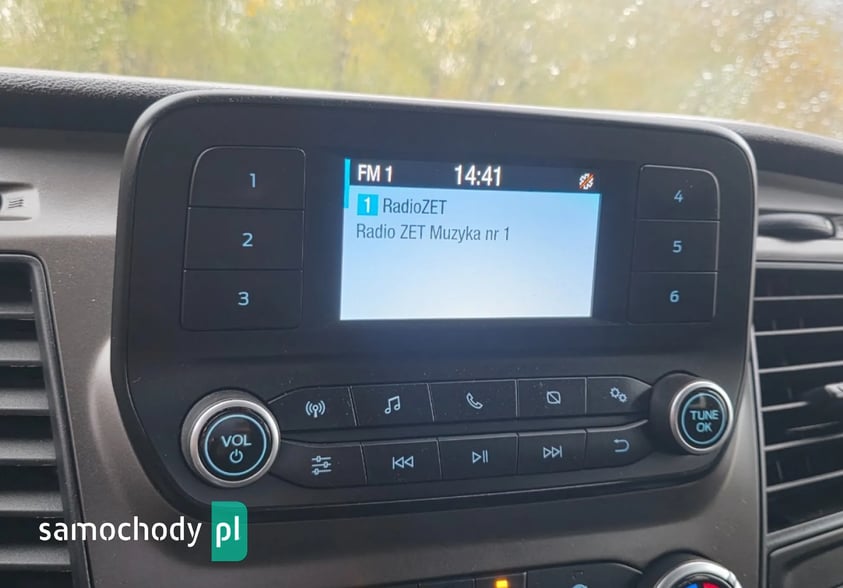 FM 1 14:41
1 RadioZET
Radio ZET Muzyka nr 1
1
2
3
4
5
6
VOL
TUNE
OK
samochody pl